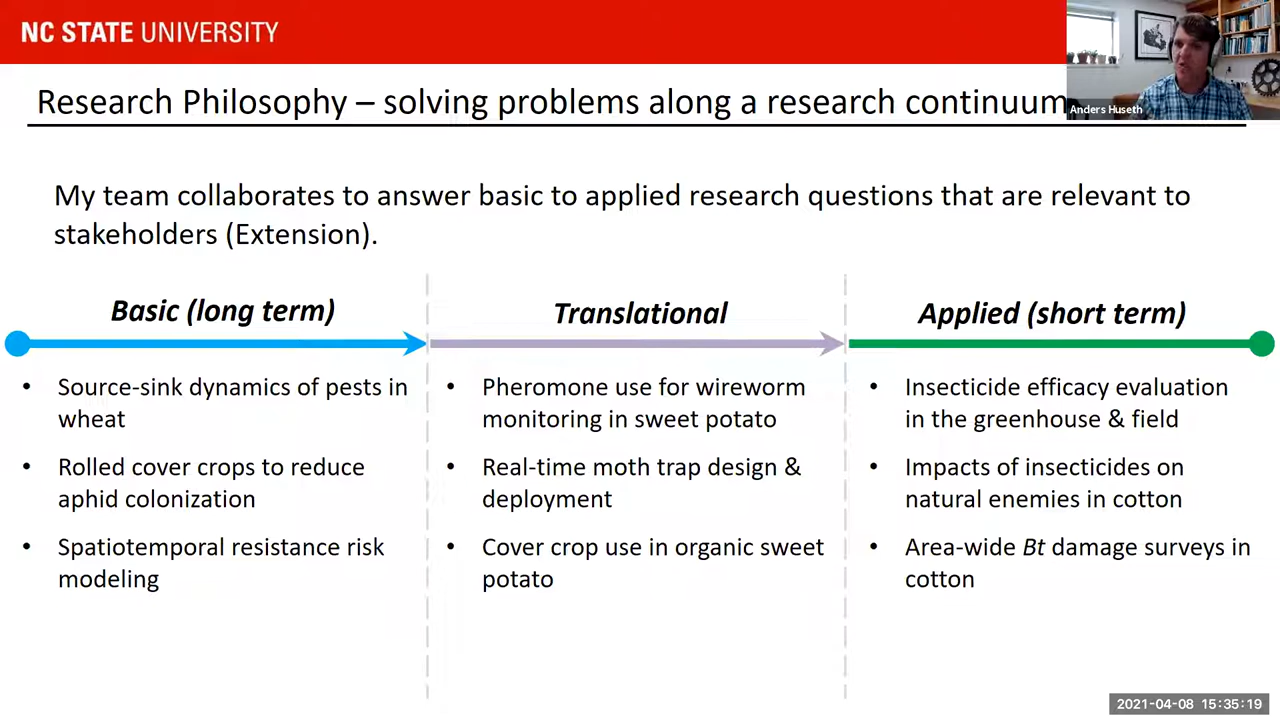 NC STATE UNIVERSITY
Anders Huseth
Research Philosophy – solving problems along a research continuum
My team collaborates to answer basic to applied research questions that are relevant to
stakeholders (Extension).
Basic (long term)
• Source-sink dynamics of pests in
wheat
• Rolled cover crops to reduce
aphid colonization
• Spatiotemporal resistance risk
modeling
Translational
• Pheromone use for wireworm
monitoring in sweet potato
• Real-time moth trap design &
deployment
• Cover crop use in organic sweet
potato
Applied (short term)
• Insecticide efficacy evaluation
in the greenhouse & field
• Impacts of insecticides on
natural enemies in cotton
• Area-wide Bt damage surveys in
cotton
2021-04-08 15:35:19